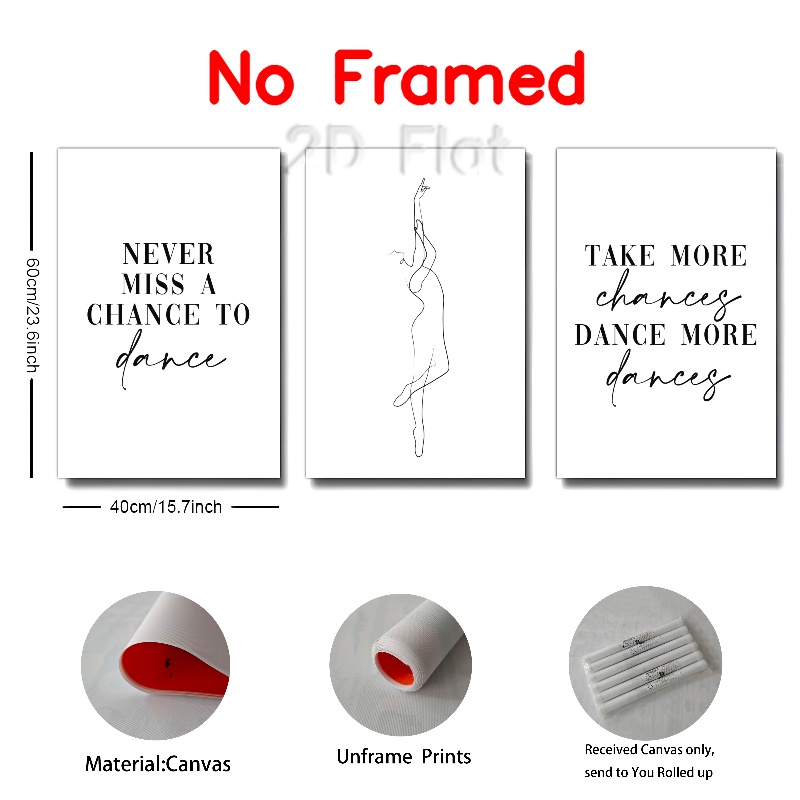 No Framed
2D Flat
60cm/23.6inch
NEVER
MISS A
CHANCE TO
dance
TAKE MORE
chances
DANCE MORE
dances
40cm/15.7inch
Material:Canvas
Unframe Prints
Received Canvas only,
send to You Rolled up